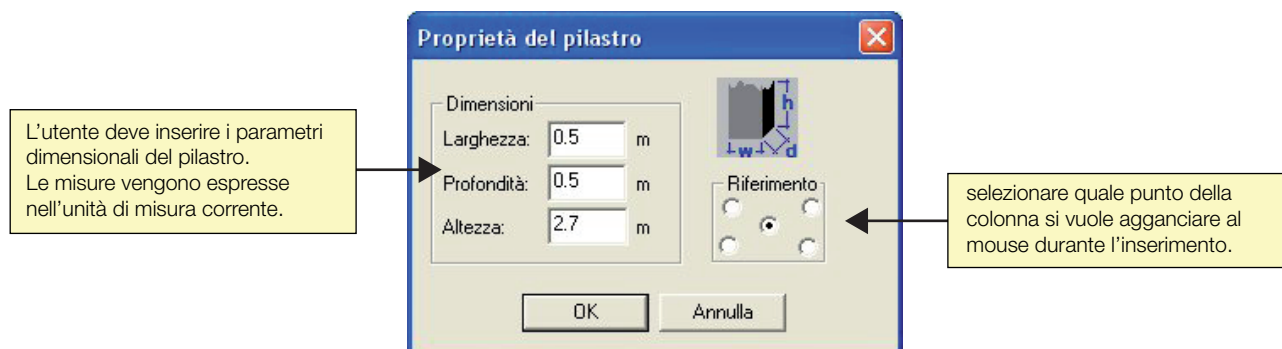 Proprietà del pilastro
L'utente deve inserire i parametri
dimensionali del pilastro.
Le misure vengono espresse
nell'unità di misura corrente.
Dimensioni
Larghezza: 0.5 m
Profondità: 0.5 m
Altezza: 2.7 m
h
w d
Riferimento
selezionare quale punto della
colonna si vuole agganciare al
mouse durante l'inserimento.
OK Annulla